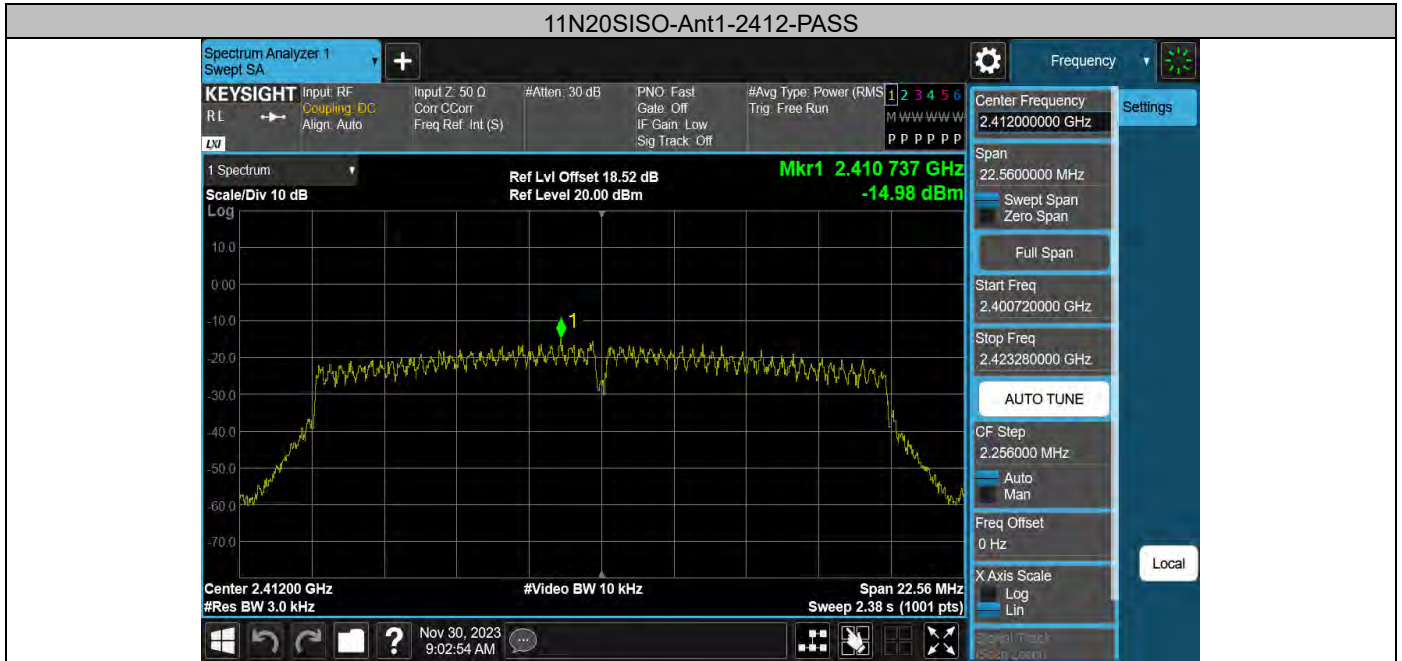 11N20SISO-Ant1-2412-PASS
Spectrum Analyzer 1
Swept SA
Frequency
KEYSIGHT
RL
LXI
Input: RF
Coupling: DC
Align: Auto
Input Z: 50 Ω
Corr CCorr
Freq Ref: Int (S)
#Atten: 30 dB
PNO: Fast
Gate: Off
IF Gain: Low
Sig Track: Off
#Avg Type: Power (RMS
Trig: Free Run
1 2 3 4 5 6
M W W W W W
P P P P P P
1 Spectrum
Scale/Div 10 dB
Ref Lvl Offset 18.52 dB
Ref Level 20.00 dBm
Mkr1 2.410 737 GHz
-14.98 dBm
Log
10.0
0.00
-10.0
-20.0
-30.0
-40.0
-50.0
-60.0
-70.0
1
Center 2.41200 GHz
#Res BW 3.0 kHz
#Video BW 10 kHz
Span 22.56 MHz
Sweep 2.38 s (1001 pts)
Nov 30, 2023
9:02:54 AM
Center Frequency
2.412000000 GHz
Span
22.5600000 MHz
Swept Span
Zero Span
Full Span
Start Freq
2.400720000 GHz
Stop Freq
2.423280000 GHz
AUTO TUNE
CF Step
2.256000 MHz
Auto
Man
Freq Offset
0 Hz
X Axis Scale
Log
Lin
Signal Track
Settings
Local